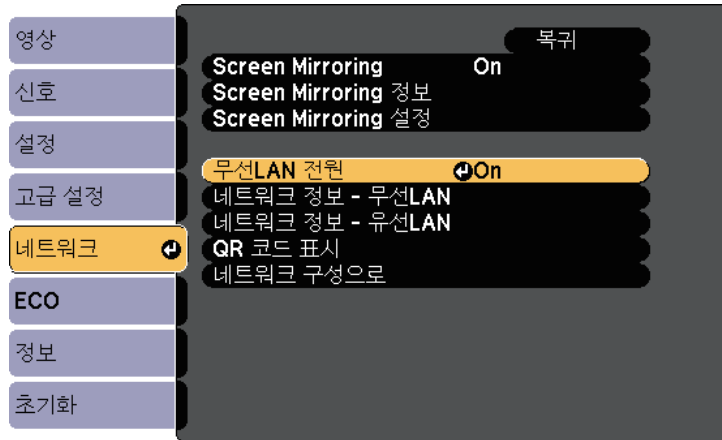 영상
신호
설정
고급 설정
네트워크
ECO
정보
초기화
복귀
Screen Mirroring On
Screen Mirroring 정보
Screen Mirroring 설정
무선LAN 전원 On
네트워크 정보 - 무선LAN
네트워크 정보 - 유선LAN
QR 코드 표시
네트워크 구성으로